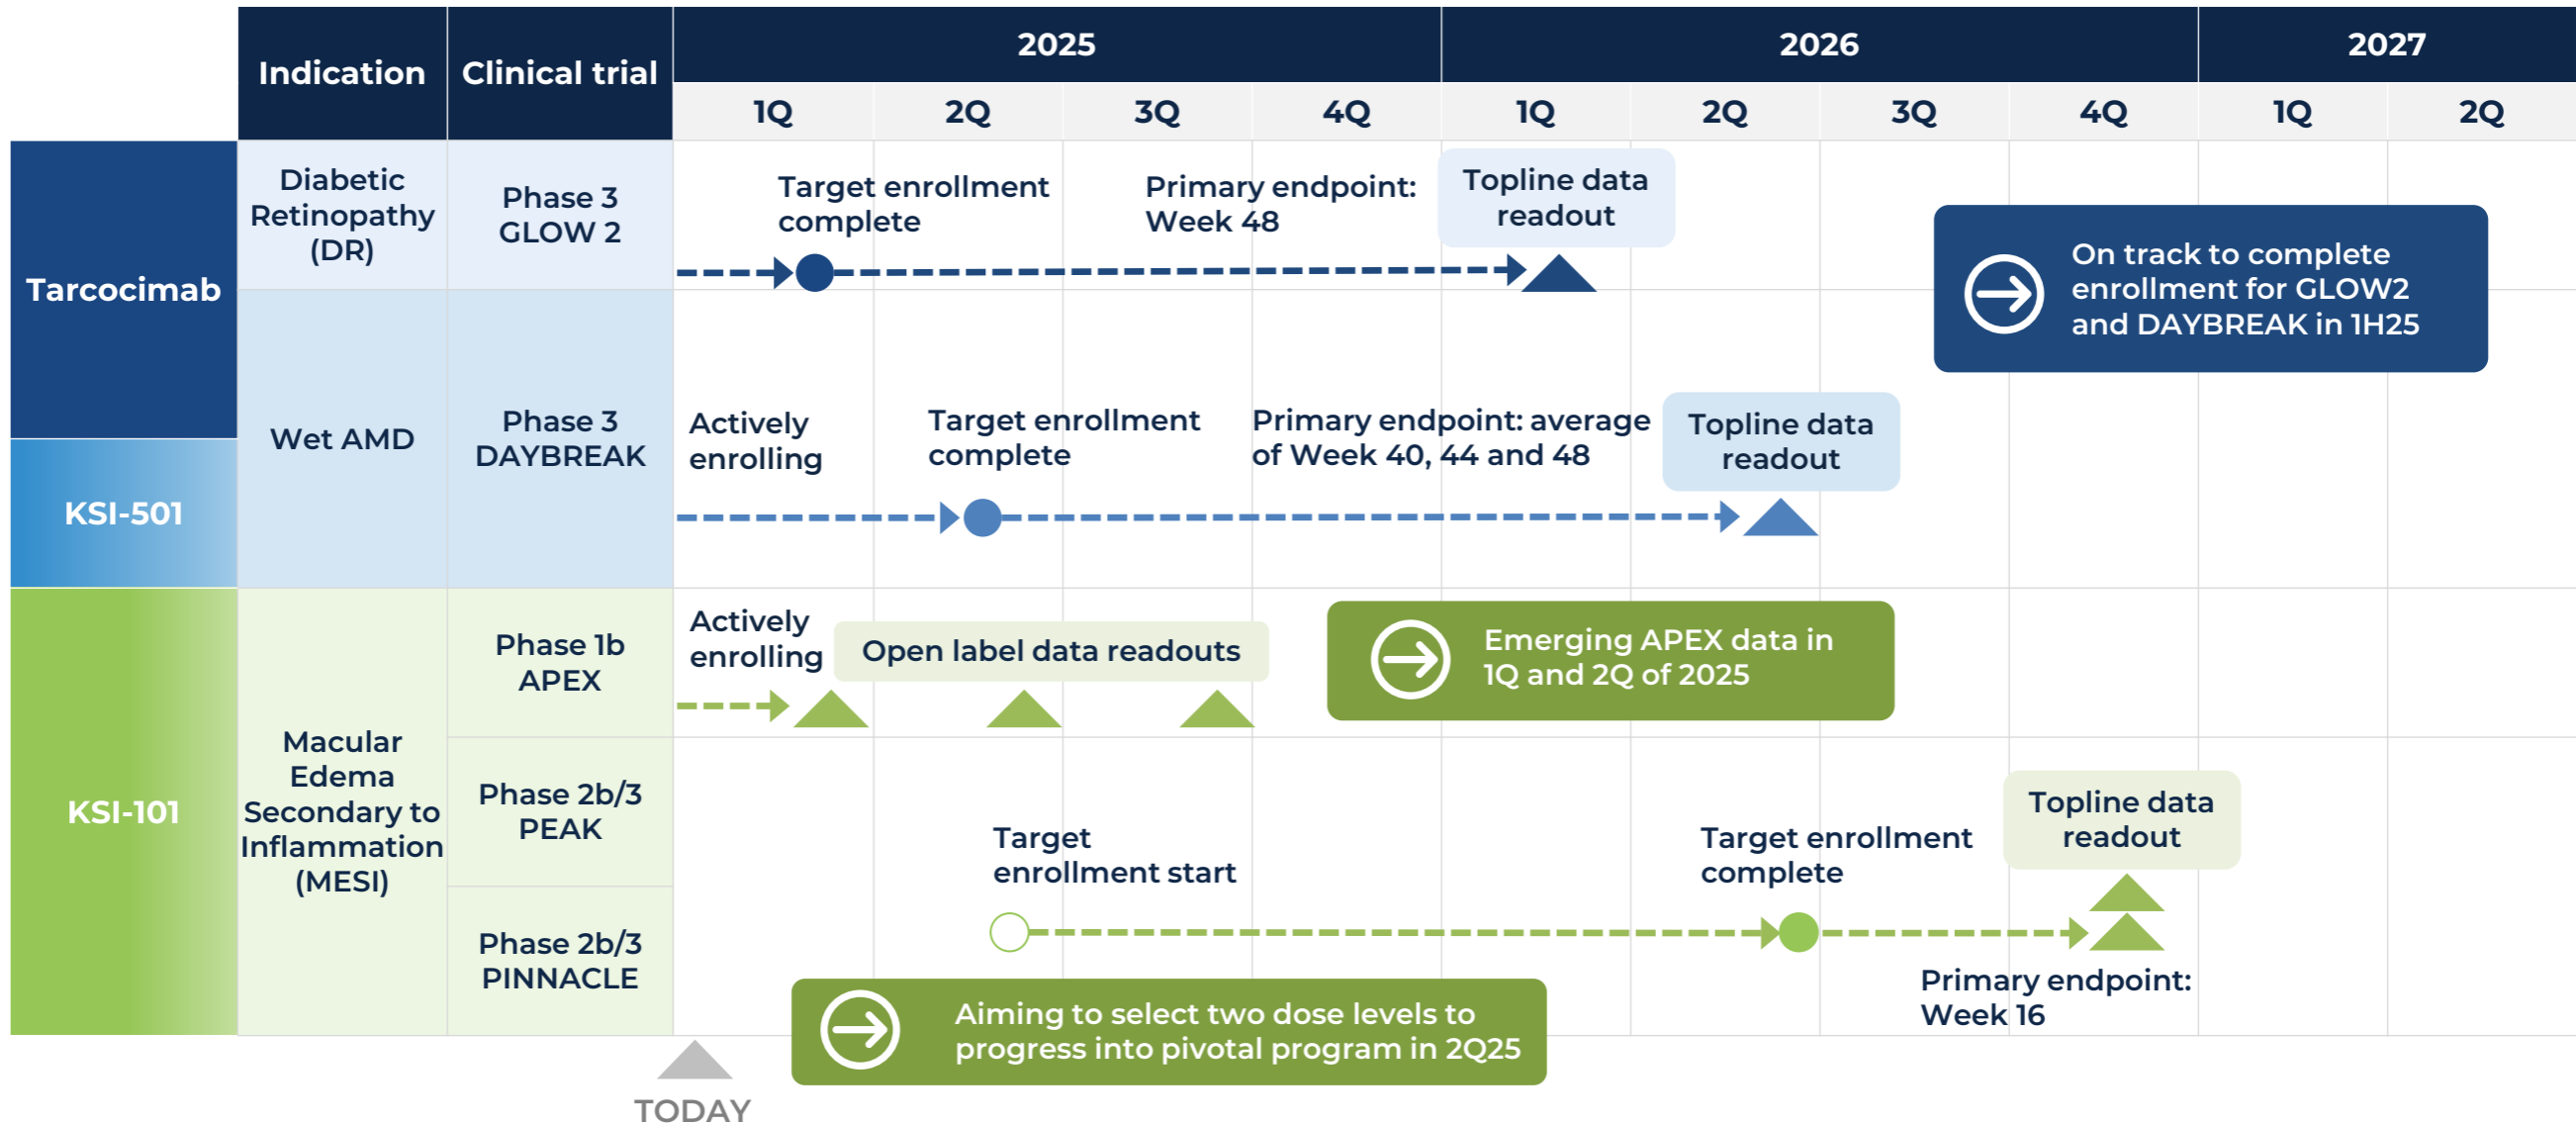 Indication
Clinical trial
2025
2026
2027
1Q
2Q
3Q
4Q
1Q
2Q
3Q
4Q
1Q
2Q
Tarcocimab
Diabetic
Retinopathy
(DR)
Phase 3
GLOW 2
Target enrollment
complete
Primary endpoint:
Week 48
Topline data
readout
On track to complete
enrollment for GLOW2
and DAYBREAK in 1H25
KSI-501
Wet AMD
Phase 3
DAYBREAK
Actively
enrolling
Target enrollment
complete
Primary endpoint: average
of Week 40, 44 and 48
Topline data
readout
KSI-101
Macular
Edema
Secondary to
Inflammation
(MESI)
Phase 1b
APEX
Actively
enrolling
Open label data readouts
Emerging APEX data in
1Q and 2Q of 2025
Phase 2b/3
PEAK
Phase 2b/3
PINNACLE
Target
enrollment start
Target enrollment
complete
Topline data
readout
Primary endpoint:
Week 16
Aiming to select two dose levels to
progress into pivotal program in 2Q25
TODAY